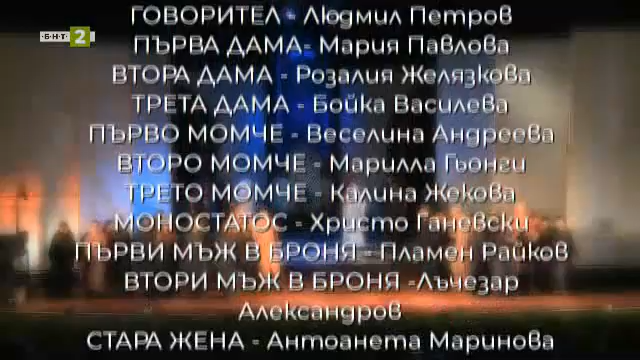 ·Б·Н·Т· 2
ГОВОРИТЕЛ - Людмил Петров
ПЪРВА ДАМА- Мария Павлова
ВТОРА ДАМА - Розалия Желязкова
ТРЕТА ДАМА - Бойка Василева
ПЪРВО МОМЧЕ - Веселина Андреева
ВТОРО МОМЧЕ - Марилла Гьонги
ТРЕТО МОМЧЕ - Калина Жекова
МОНОСТАТОС - Христо Ганевски
ПЪРВИ МЪЖ В БРОНЯ - Пламен Райков
ВТОРИ МЪЖ В БРОНЯ -Лъчезар
Александров
СТАРА ЖЕНА - Антоанета Маринова